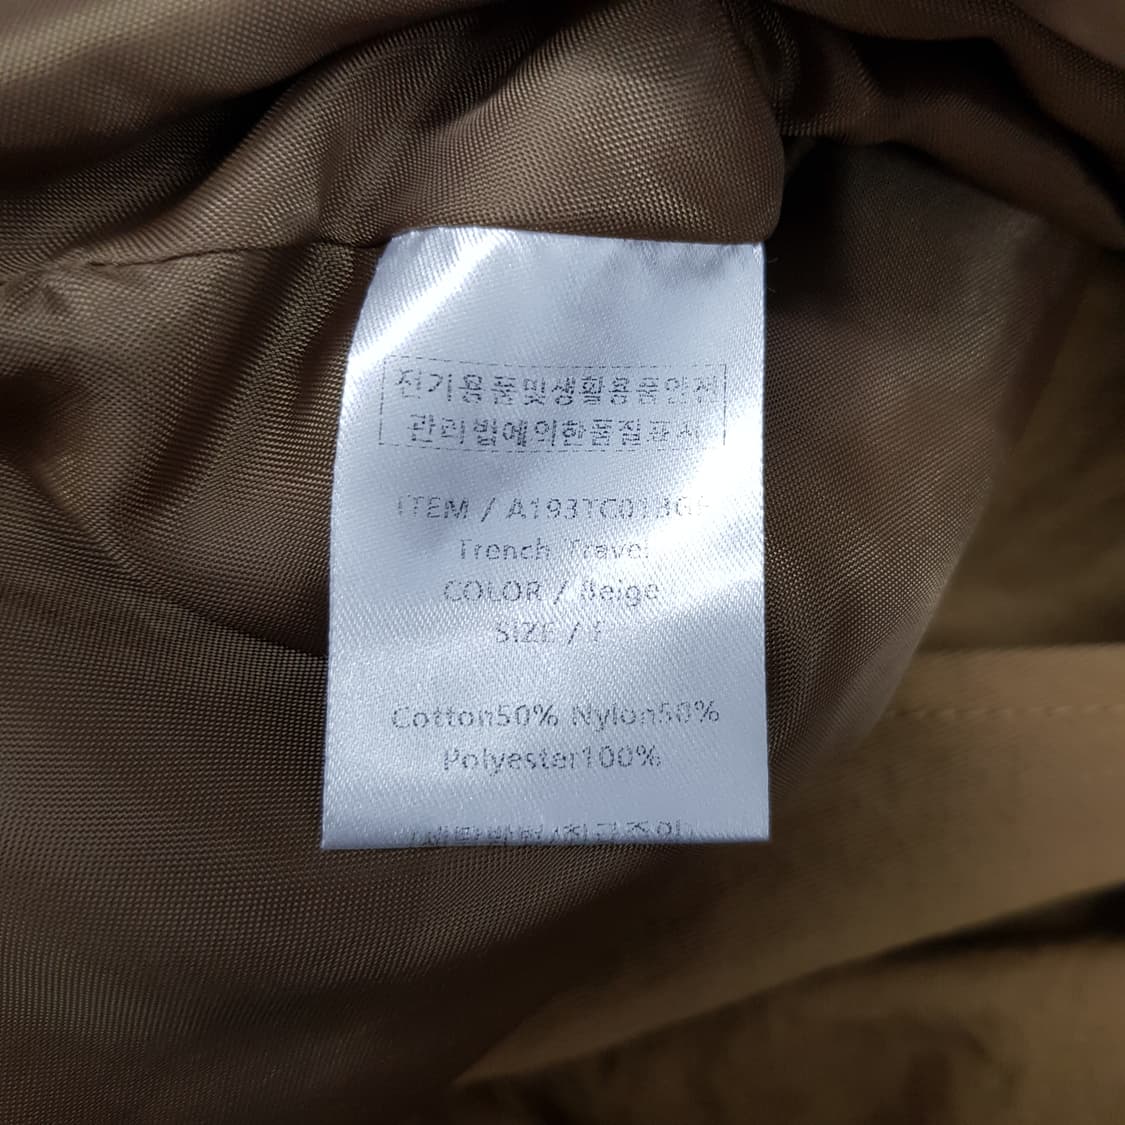 전기용품및생활용품안전
관리법에의한품질표시
ITEM /
Trench Travel
COLOR / Beige
SIZE / F
Cotton50% Nylon50%
Polyester100%